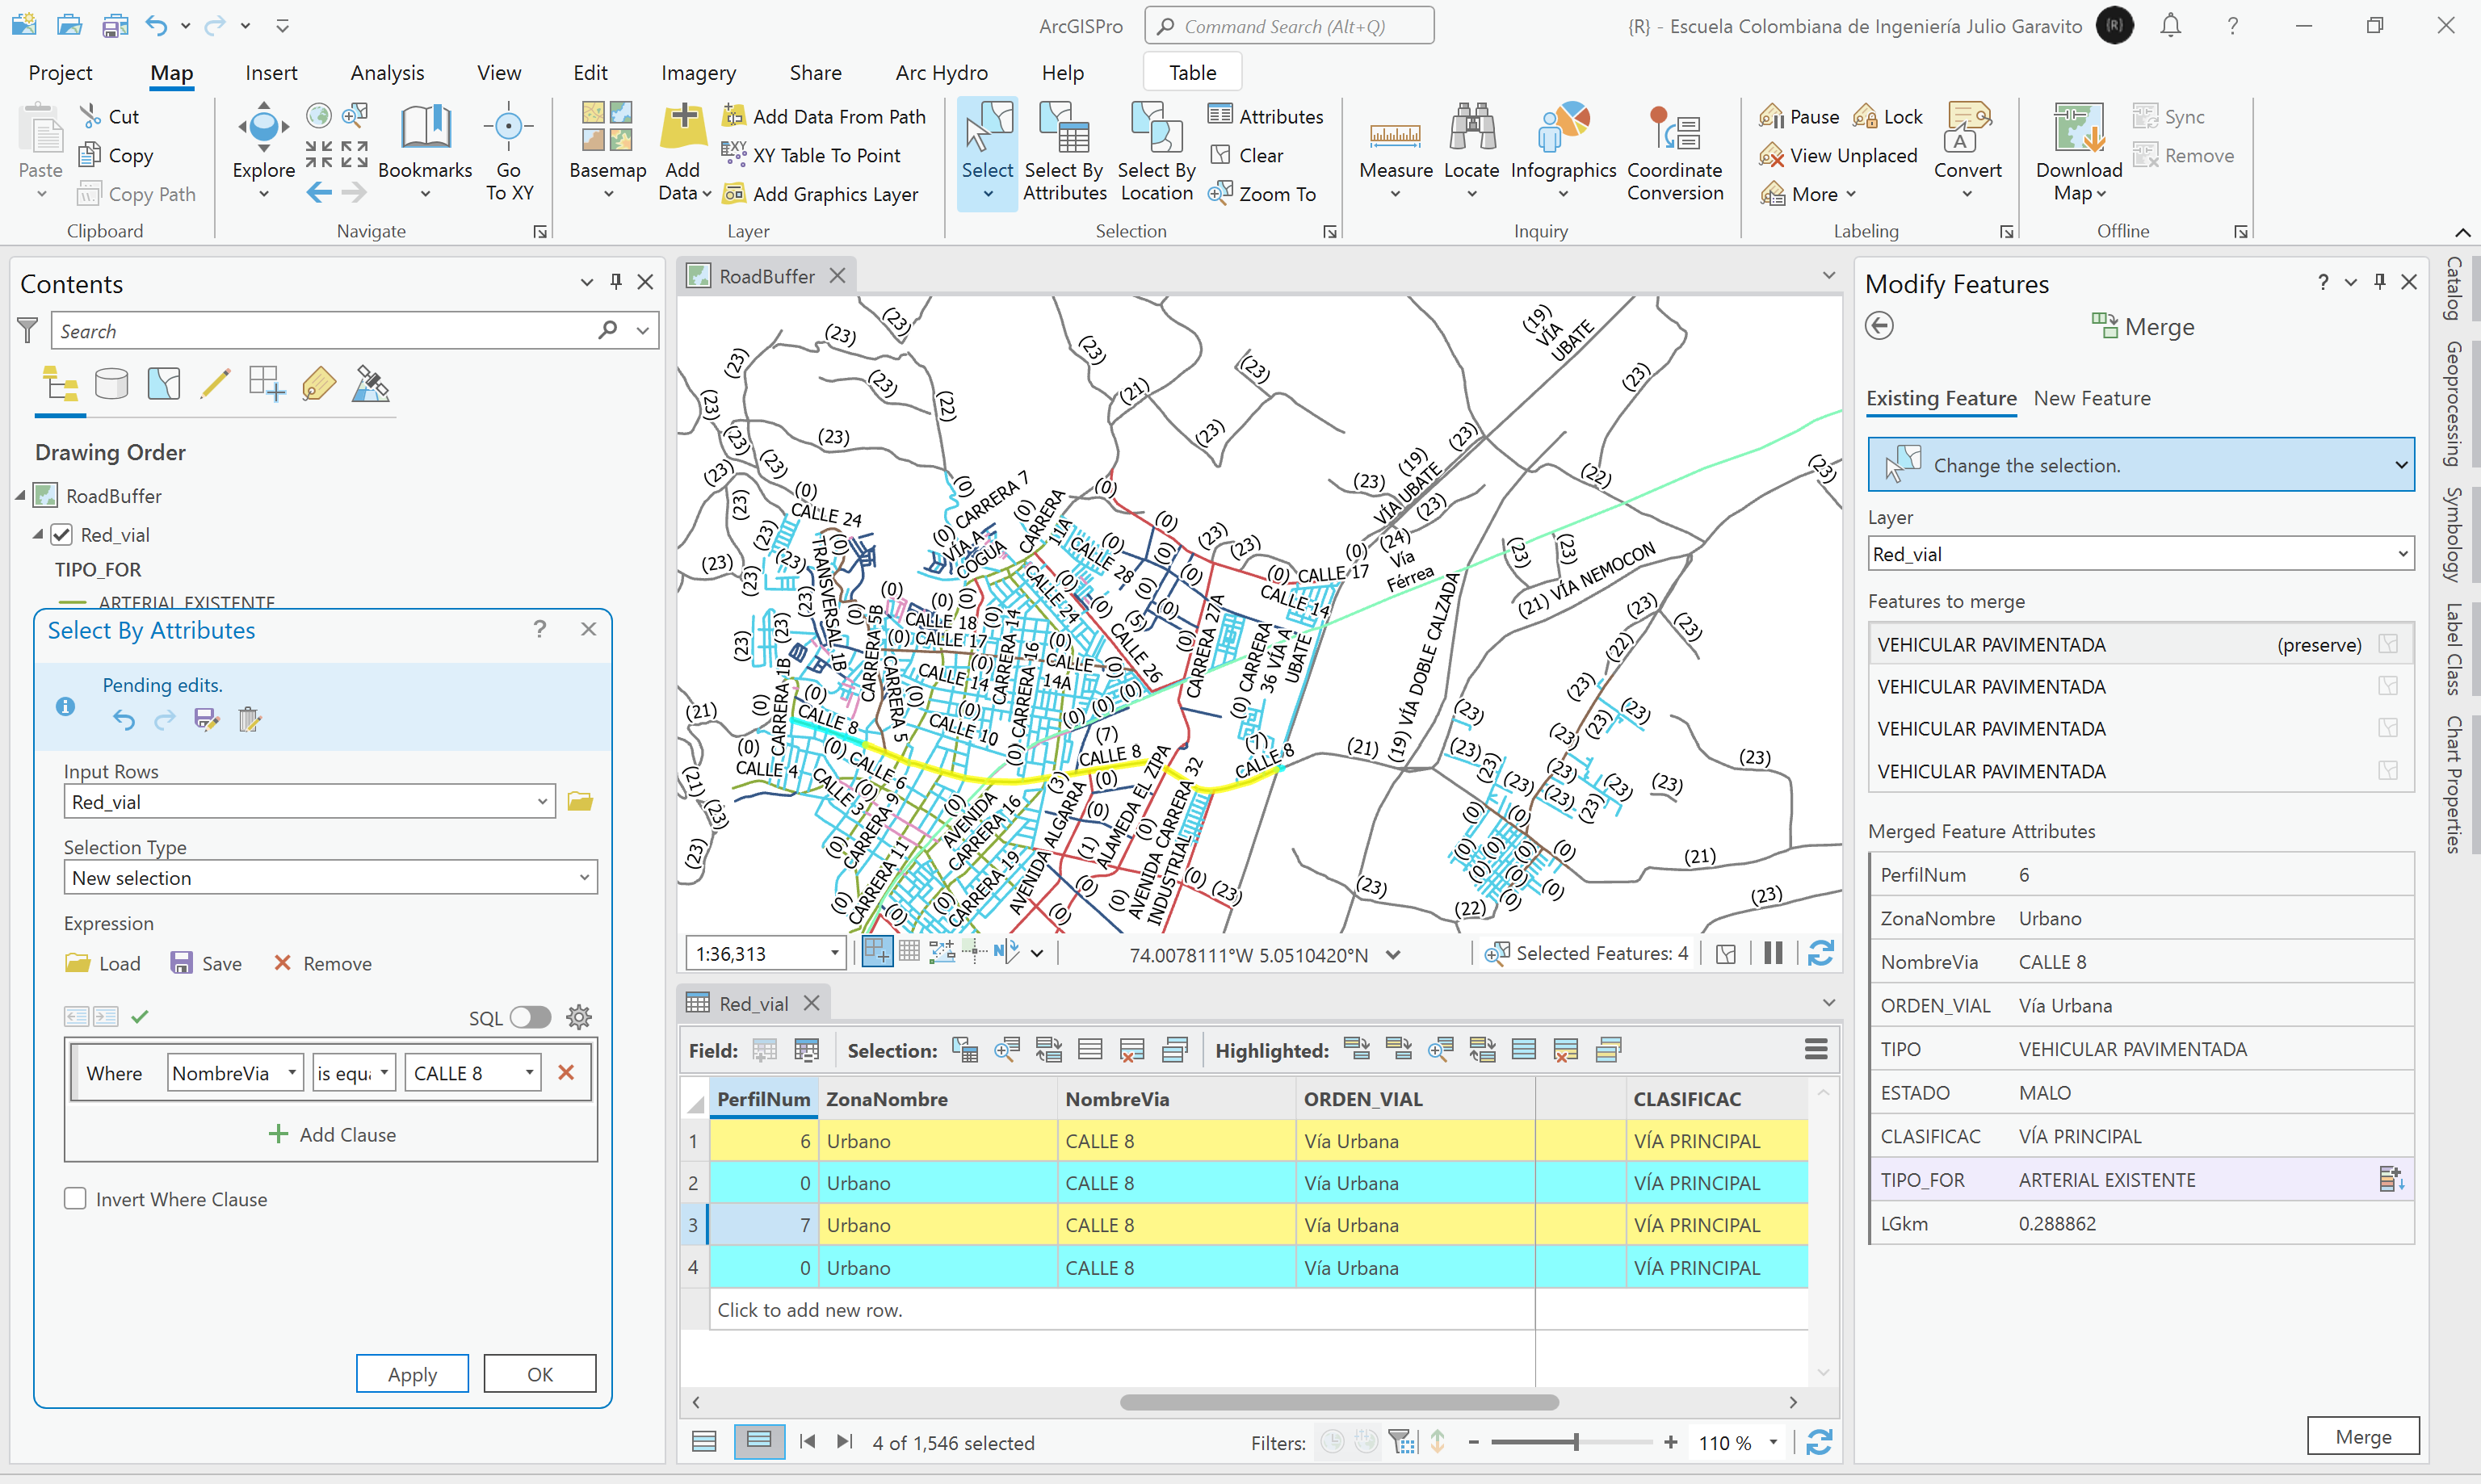 ArcGISPro
Command Search (Alt+Q)
{R} - Escuela Colombiana de Ingeniería Julio Garavito
{R}
Project Map Insert Analysis View Edit Imagery Share Arc Hydro Help Table
Paste
Cut
Copy
Copy Path
Clipboard
Explore
Bookmarks
Go To XY
Navigate
Basemap
Add Data
Add Data From Path
XY Table To Point
Add Graphics Layer
Layer
Select
Select By Attributes
Select By Location
Attributes
Clear
Zoom To
Selection
Measure
Locate
Infographics
Coordinate Conversion
Inquiry
Pause
Lock
View Unplaced
More
Convert
Labeling
Download Map
Sync
Remove
Offline
Contents
Search
Drawing Order
RoadBuffer
Red_vial
TIPO_FOR
ARTERIAL EXISTENTE
Select By Attributes
Pending edits.
Input Rows
Red_vial
Selection Type
New selection
Expression
Load
Save
Remove
SQL
Where NombreVia is equ CALLE 8
Add Clause
Invert Where Clause
Apply
OK
RoadBuffer
(19) VÍA UBATE
(23)
(21)
(22)
(19) VÍA UBATE
(24) Vía Férrea
(0) CALLE 24
(0) CARRERA 7
(0) VÍA A COGUA
(0) CARRERA 11A
(0) CALLE 28
TRANSVERSAL 1B
CALLE 24
(0) CALLE 17
CALLE 14
(21) VÍA NEMOCON
CARRERA 5B
CALLE 18
(0) CALLE 17
CARRERA 14
CALLE 14
CALLE 14A
CALLE 26
CARRERA 27A
(0) CARRERA 36 VÍA A UBATE
(19) VÍA DOBLE CALZADA
CARRERA 1B
CARRERA 5
(0) CARRERA 16
CALLE 8
CALLE 10
(0) CALLE 6
CALLE 4
CALLE 3
CARRERA 9
(7) CALLE 8
(7) CALLE 8
CARRERA 11
AVENIDA CARRERA 16
CARRERA 19
AVENIDA ALGARRA
(1) ALAMEDA EL ZIPA
AVENIDA CARRERA 32
INDUSTRIAL
1:36,313
74.0078111°W 5.0510420°N
Selected Features: 4
Red_vial
Field:
Selection:
Highlighted:
PerfilNum ZonaNombre NombreVia ORDEN_VIAL CLASIFICAC
1 6 Urbano CALLE 8 Vía Urbana VÍA PRINCIPAL
2 0 Urbano CALLE 8 Vía Urbana VÍA PRINCIPAL
3 7 Urbano CALLE 8 Vía Urbana VÍA PRINCIPAL
4 0 Urbano CALLE 8 Vía Urbana VÍA PRINCIPAL
Click to add new row.
4 of 1,546 selected
Filters:
110 %
Modify Features
Merge
Existing Feature New Feature
Change the selection.
Layer
Red_vial
Features to merge
VEHICULAR PAVIMENTADA (preserve)
VEHICULAR PAVIMENTADA
VEHICULAR PAVIMENTADA
VEHICULAR PAVIMENTADA
Merged Feature Attributes
PerfilNum 6
ZonaNombre Urbano
NombreVia CALLE 8
ORDEN_VIAL Vía Urbana
TIPO VEHICULAR PAVIMENTADA
ESTADO MALO
CLASIFICAC VÍA PRINCIPAL
TIPO_FOR ARTERIAL EXISTENTE
LGkm 0.288862
Merge
Catalog
Geoprocessing
Symbology
Label Class
Chart Properties